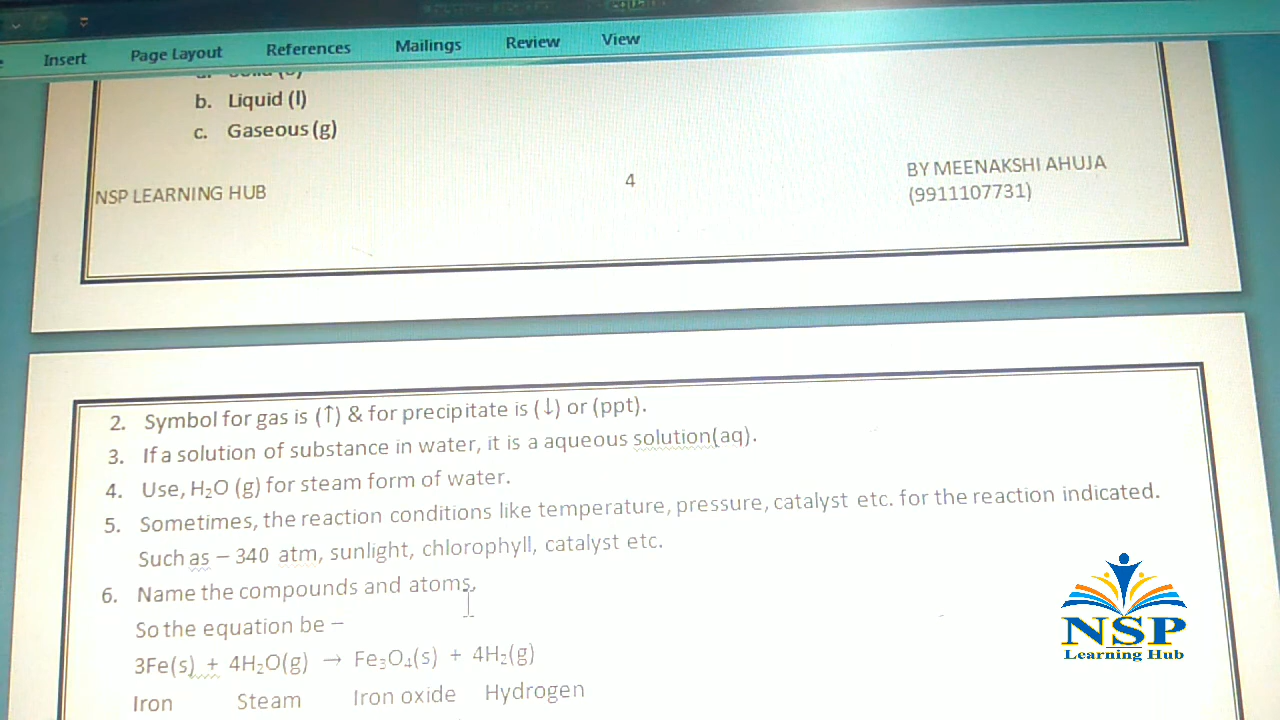 Insert Page Layout References Mailings Review View
b. Liquid (l)
c. Gaseous (g)
NSP LEARNING HUB 4 BY MEENAKSHI AHUJA
(9911107731)
2. Symbol for gas is (↑) & for precipitate is (↓) or (ppt).
3. If a solution of substance in water, it is a aqueous solution(aq).
4. Use, H₂O (g) for steam form of water.
5. Sometimes, the reaction conditions like temperature, pressure, catalyst etc. for the reaction indicated.
Such as – 340 atm, sunlight, chlorophyll, catalyst etc.
6. Name the compounds and atoms,
So the equation be –
3Fe(s) + 4H₂O(g) → Fe₃O₄(s) + 4H₂(g)
Iron Steam Iron oxide Hydrogen
NSP
Learning Hub